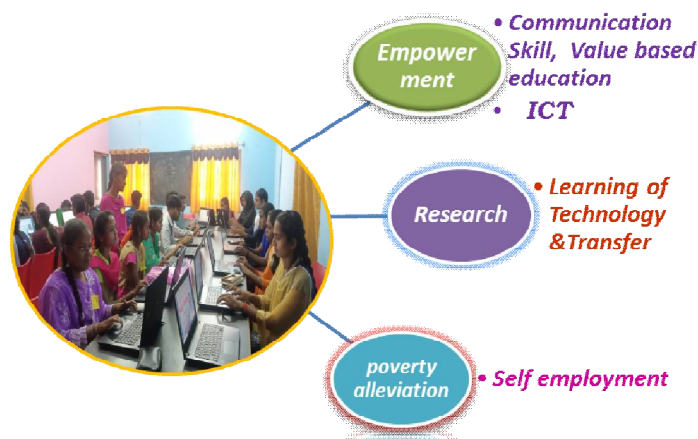 Empower
ment
• Communication
Skill, Value based
education
• ICT
Research
• Learning of
Technology
&Transfer
poverty
alleviation
• Self employment